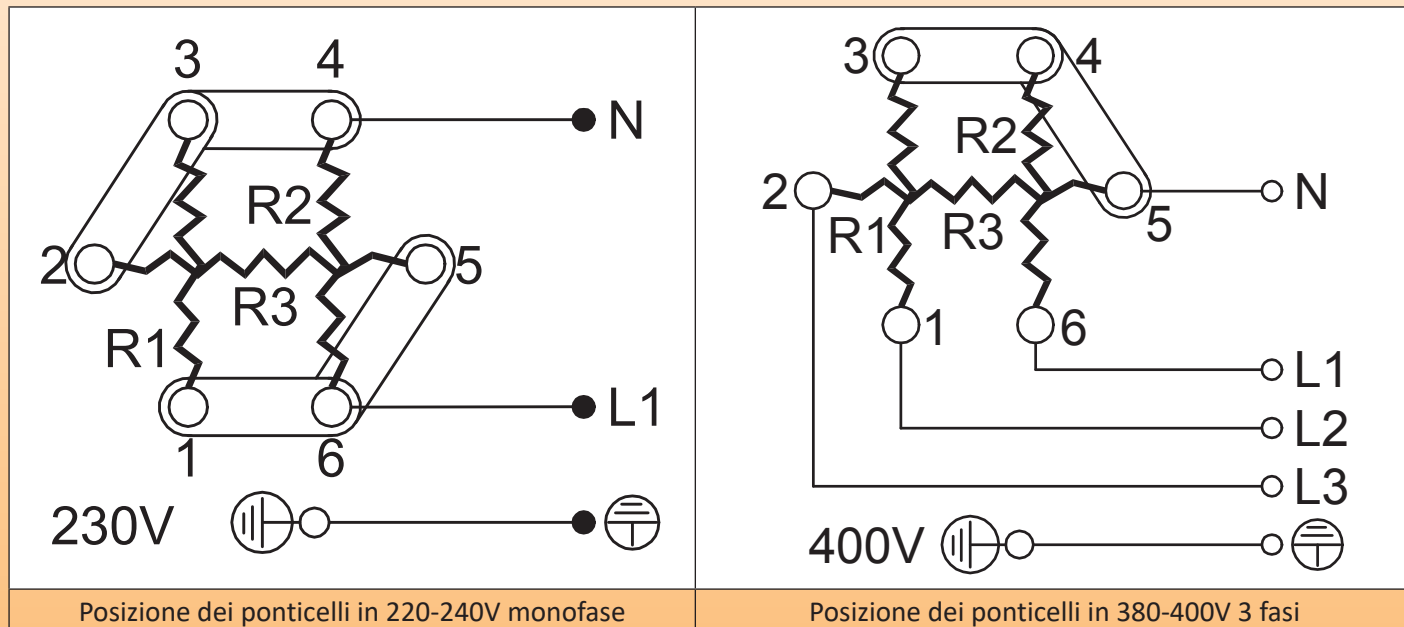 3 4
N
R2
2 5
R3
R1
L1
1 6
230V
Posizione dei ponticelli in 220-240V monofase
3 4
R2
2 N
5
R1 R3
1 6
L1
L2
L3
400V
Posizione dei ponticelli in 380-400V 3 fasi